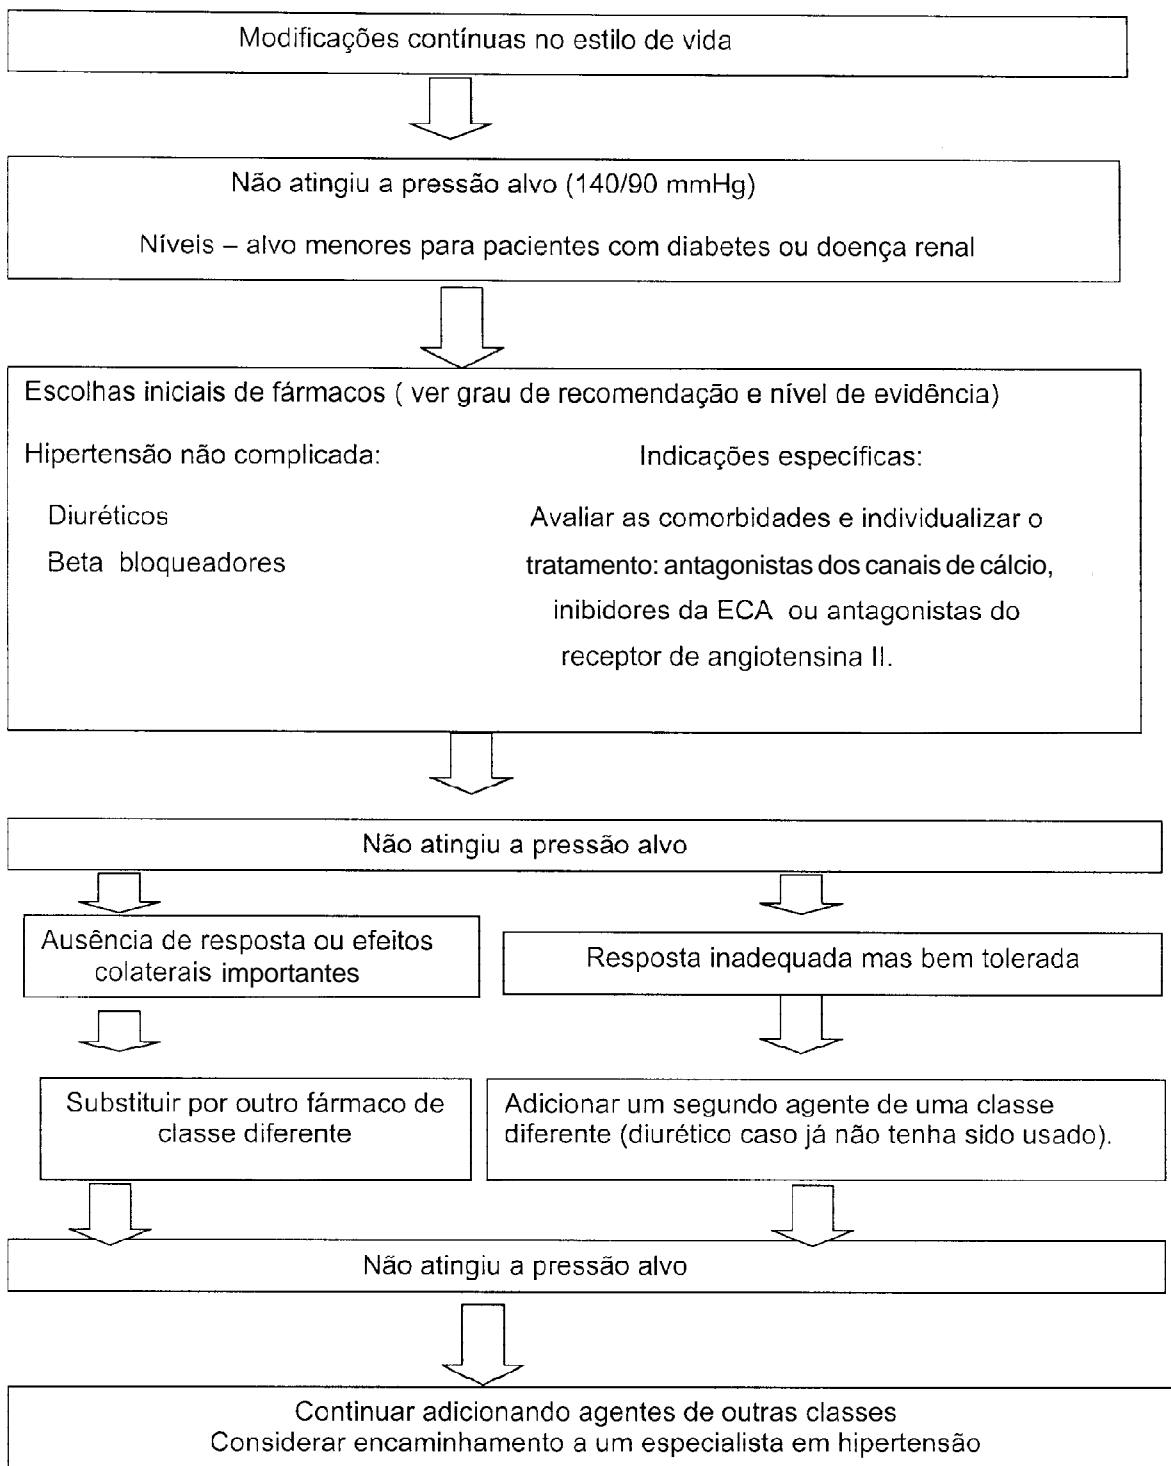 Modificações contínuas no estilo de vida
Não atingiu a pressão alvo (140/90 mmHg)
Níveis – alvo menores para pacientes com diabetes ou doença renal
Escolhas iniciais de fármacos ( ver grau de recomendação e nível de evidência)
Hipertensão não complicada:
Diuréticos
Beta bloqueadores
Indicações específicas:
Avaliar as comorbidades e individualizar o
tratamento: antagonistas dos canais de cálcio,
inibidores da ECA ou antagonistas do
receptor de angiotensina II.
Não atingiu a pressão alvo
Ausência de resposta ou efeitos
colaterais importantes
Resposta inadequada mas bem tolerada
Substituir por outro fármaco de
classe diferente
Adicionar um segundo agente de uma classe
diferente (diurético caso já não tenha sido usado).
Não atingiu a pressão alvo
Continuar adicionando agentes de outras classes
Considerar encaminhamento a um especialista em hipertensão